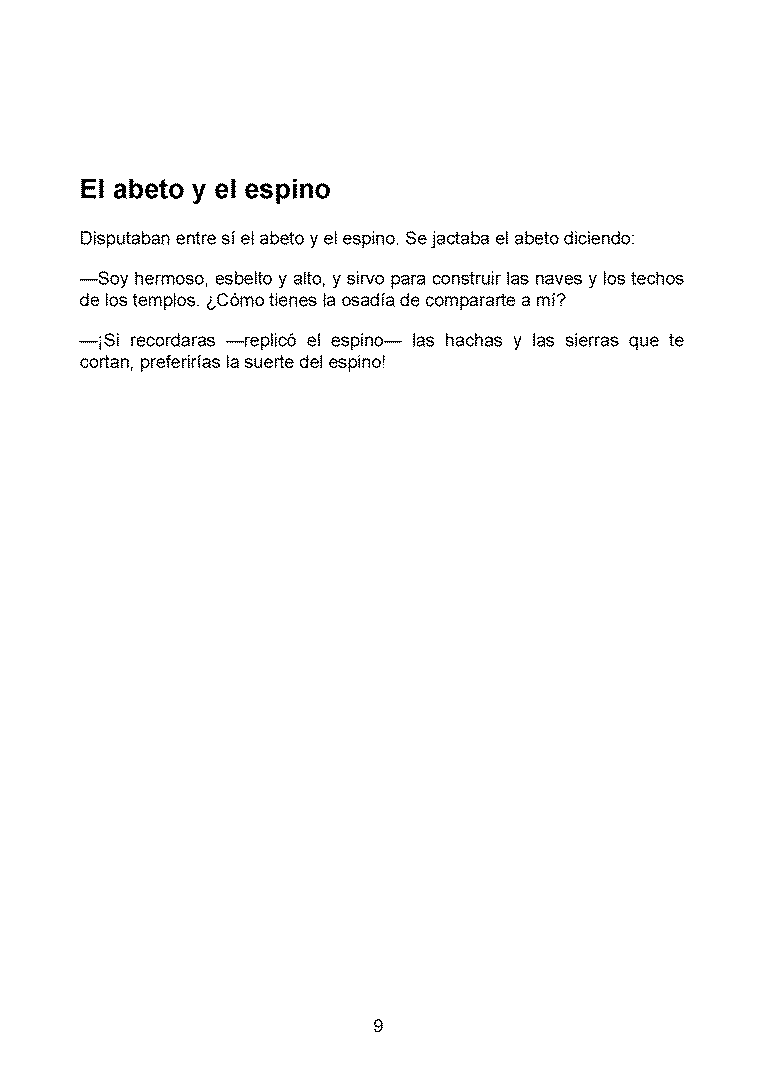 El abeto y el espino
Disputaban entre sí el abeto y el espino. Se jactaba el abeto diciendo:
—Soy hermoso, esbelto y alto, y sirvo para construir las naves y los techos
de los templos. ¿Cómo tienes la osadía de compararte a mí?
—¡Si recordaras —replicó el espino— las hachas y las sierras que te
cortan, preferirías la suerte del espino!
9